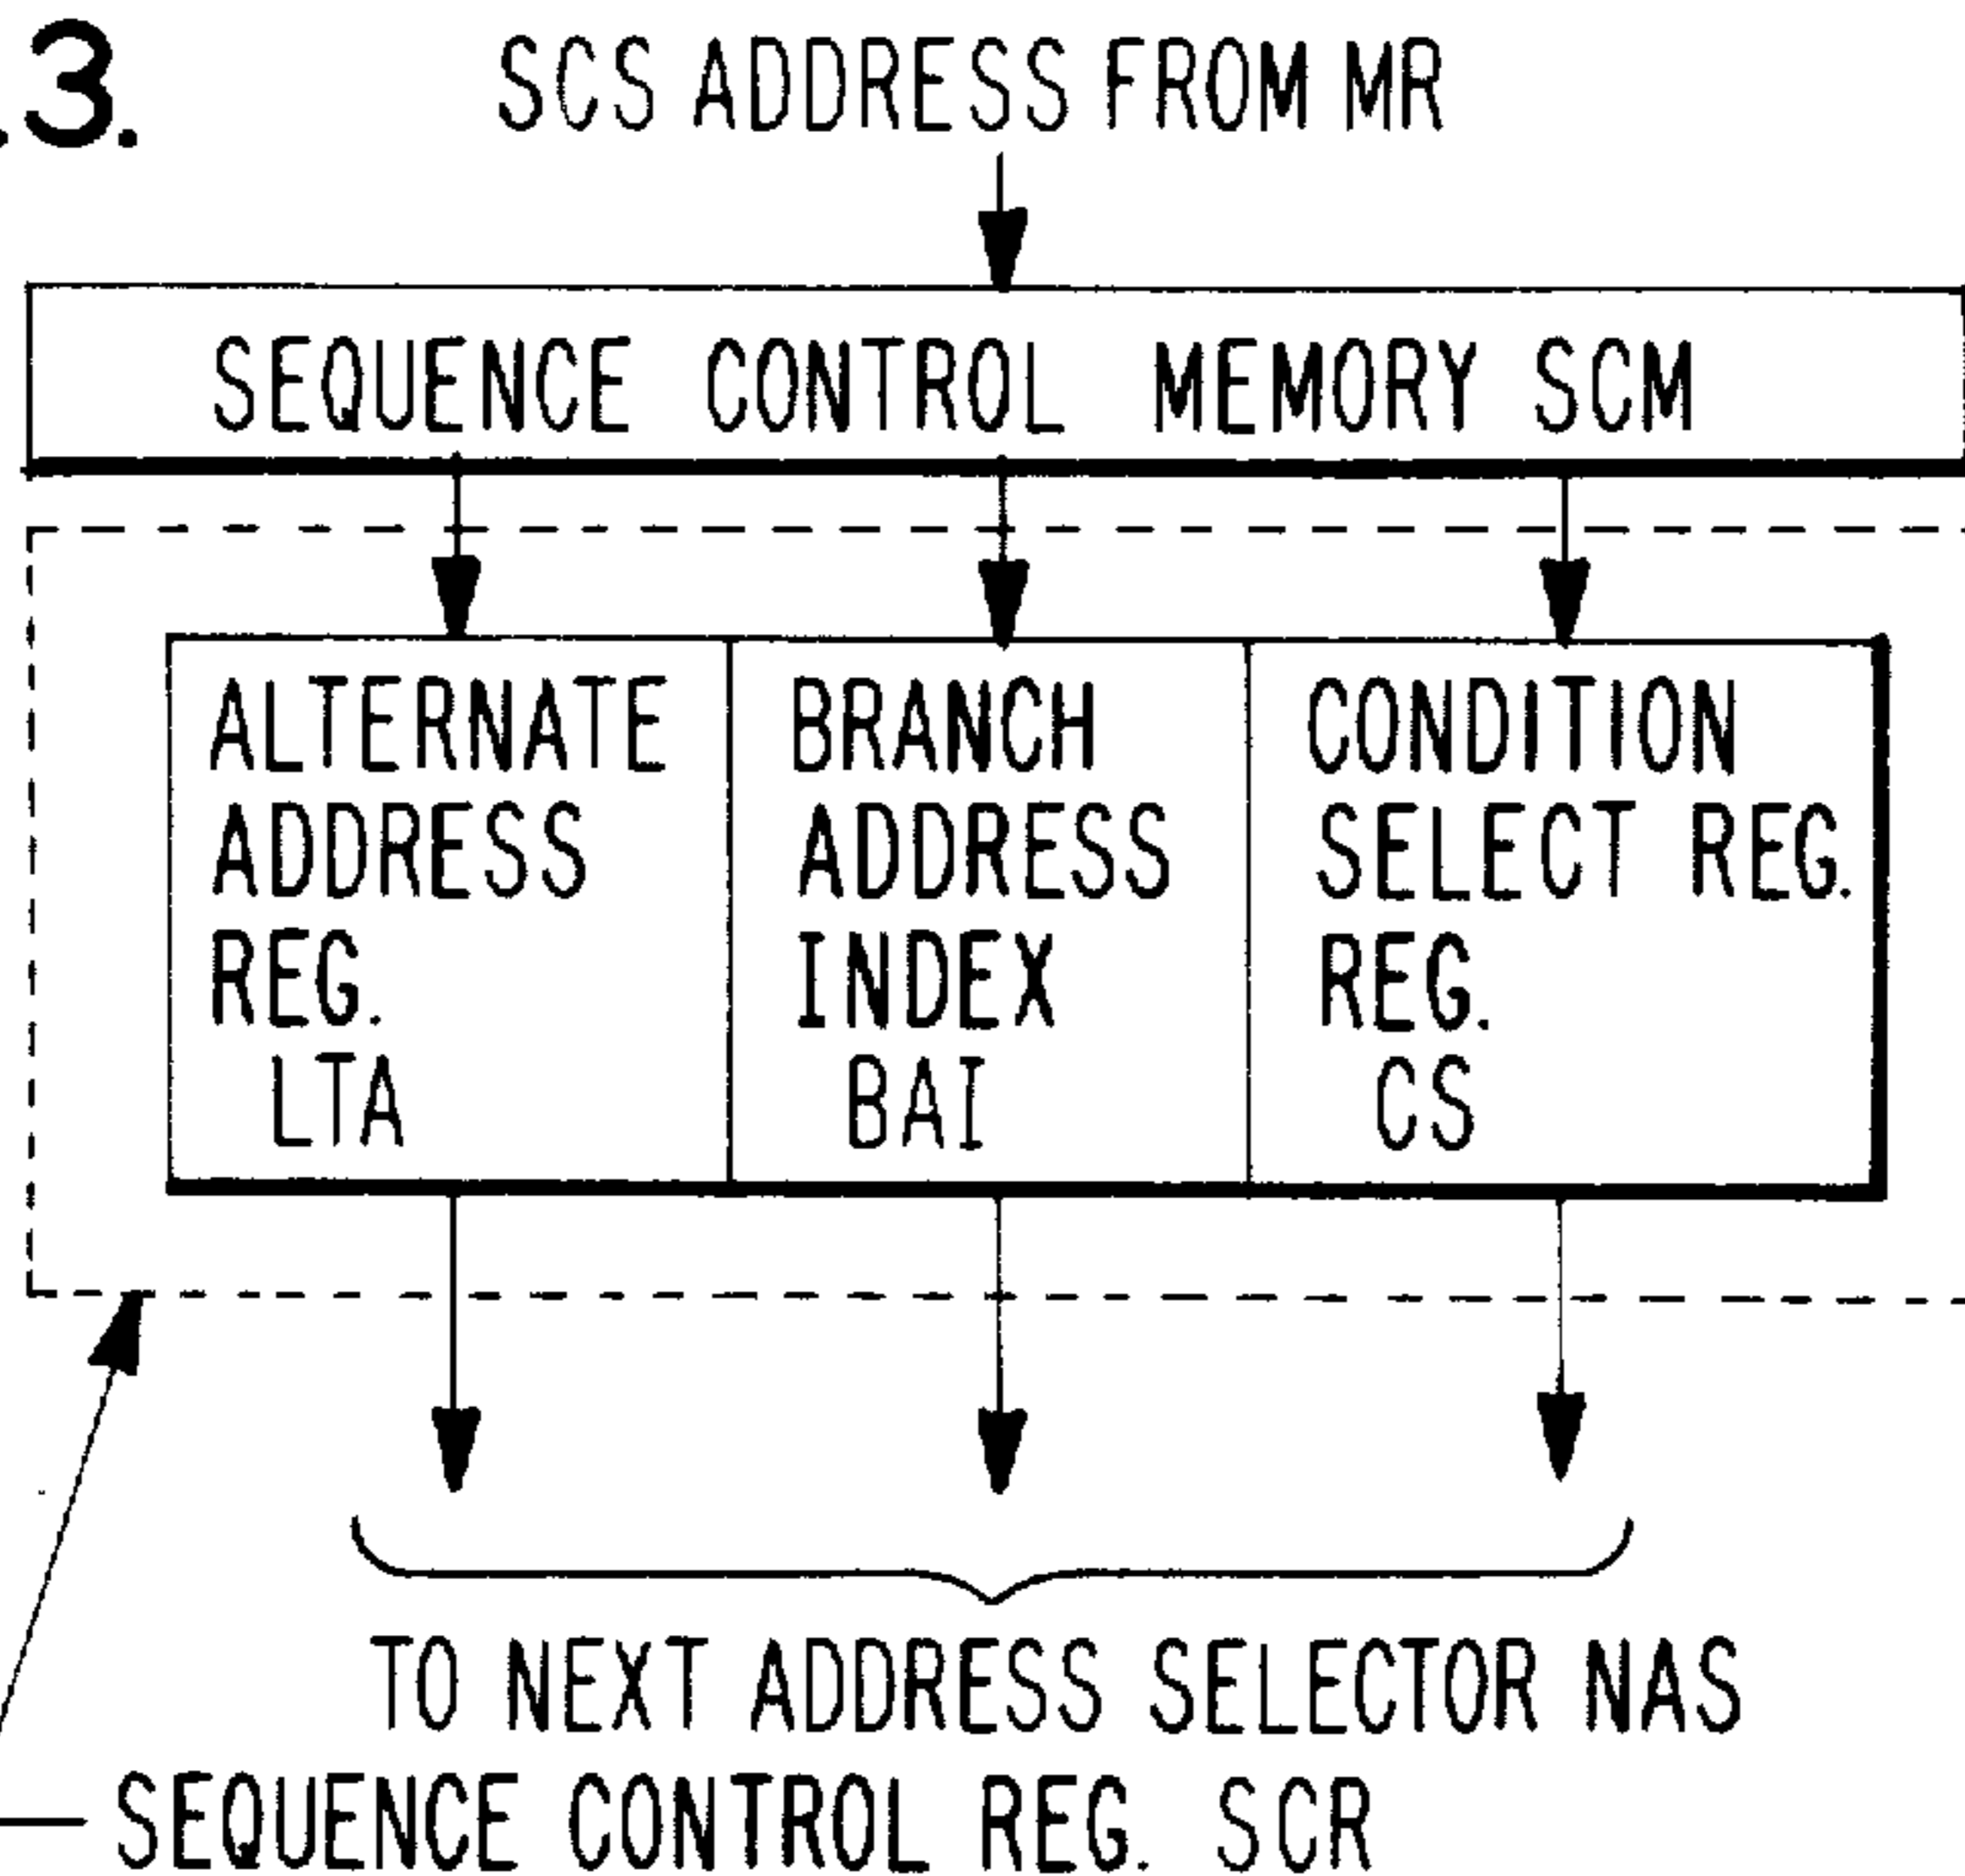 .3.
SCS ADDRESS FROM MR
SEQUENCE CONTROL MEMORY SCM
ALTERNATE
ADDRESS
REG.
LTA
BRANCH
ADDRESS
INDEX
BAI
CONDITION
SELECT REG.
REG.
CS
TO NEXT ADDRESS SELECTOR NAS
SEQUENCE CONTROL REG. SCR